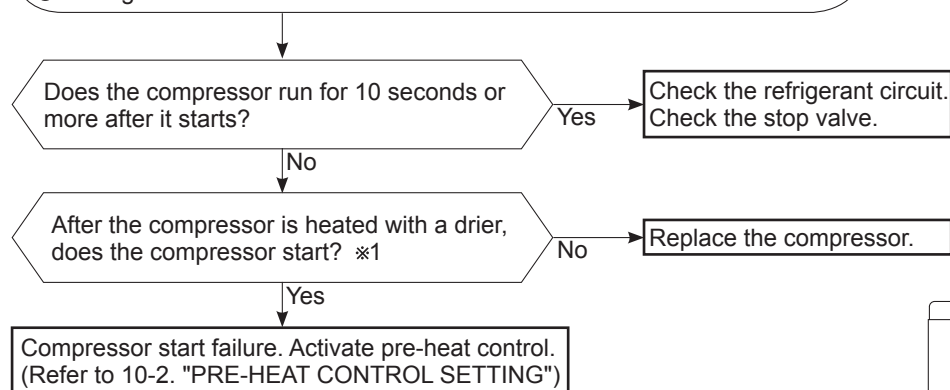 Does the compressor run for 10 seconds or
more after it starts?
Yes
Check the refrigerant circuit.
Check the stop valve.
No
After the compressor is heated with a drier,
does the compressor start? ※1
No
Replace the compressor.
Yes
Compressor start failure. Activate pre-heat control.
(Refer to 10-2. "PRE-HEAT CONTROL SETTING")